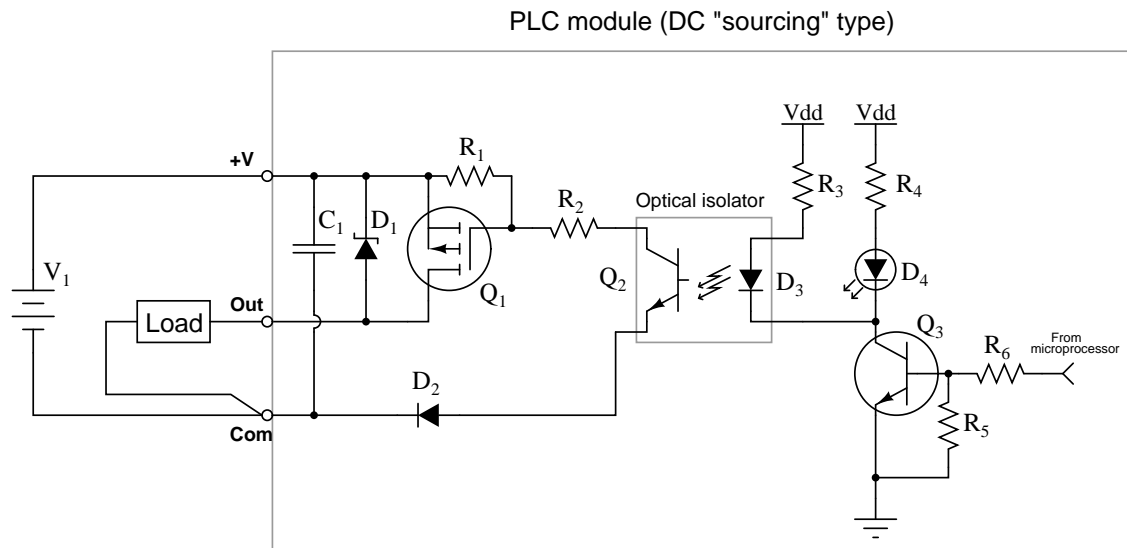 PLC module (DC "sourcing" type)
Vdd
Vdd
+V
R1
R3
R4
C1
D1
R2
Optical isolator
Q1
Q2
D3
D4
V1
Out
Load
Q3
From
microprocessor
R6
D2
Com
R5